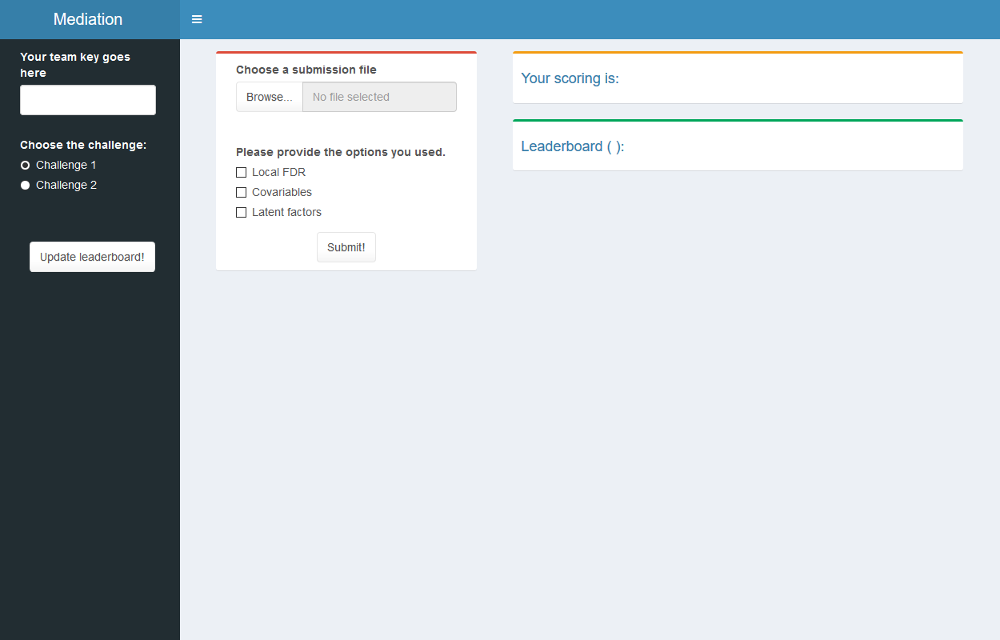 Mediation
Your team key goes
here
Choose the challenge:
Challenge 1
Challenge 2
Update leaderboard!
Choose a submission file
Browse... No file selected
Please provide the options you used.
Local FDR
Covariables
Latent factors
Submit!
Your scoring is:
Leaderboard ( ):